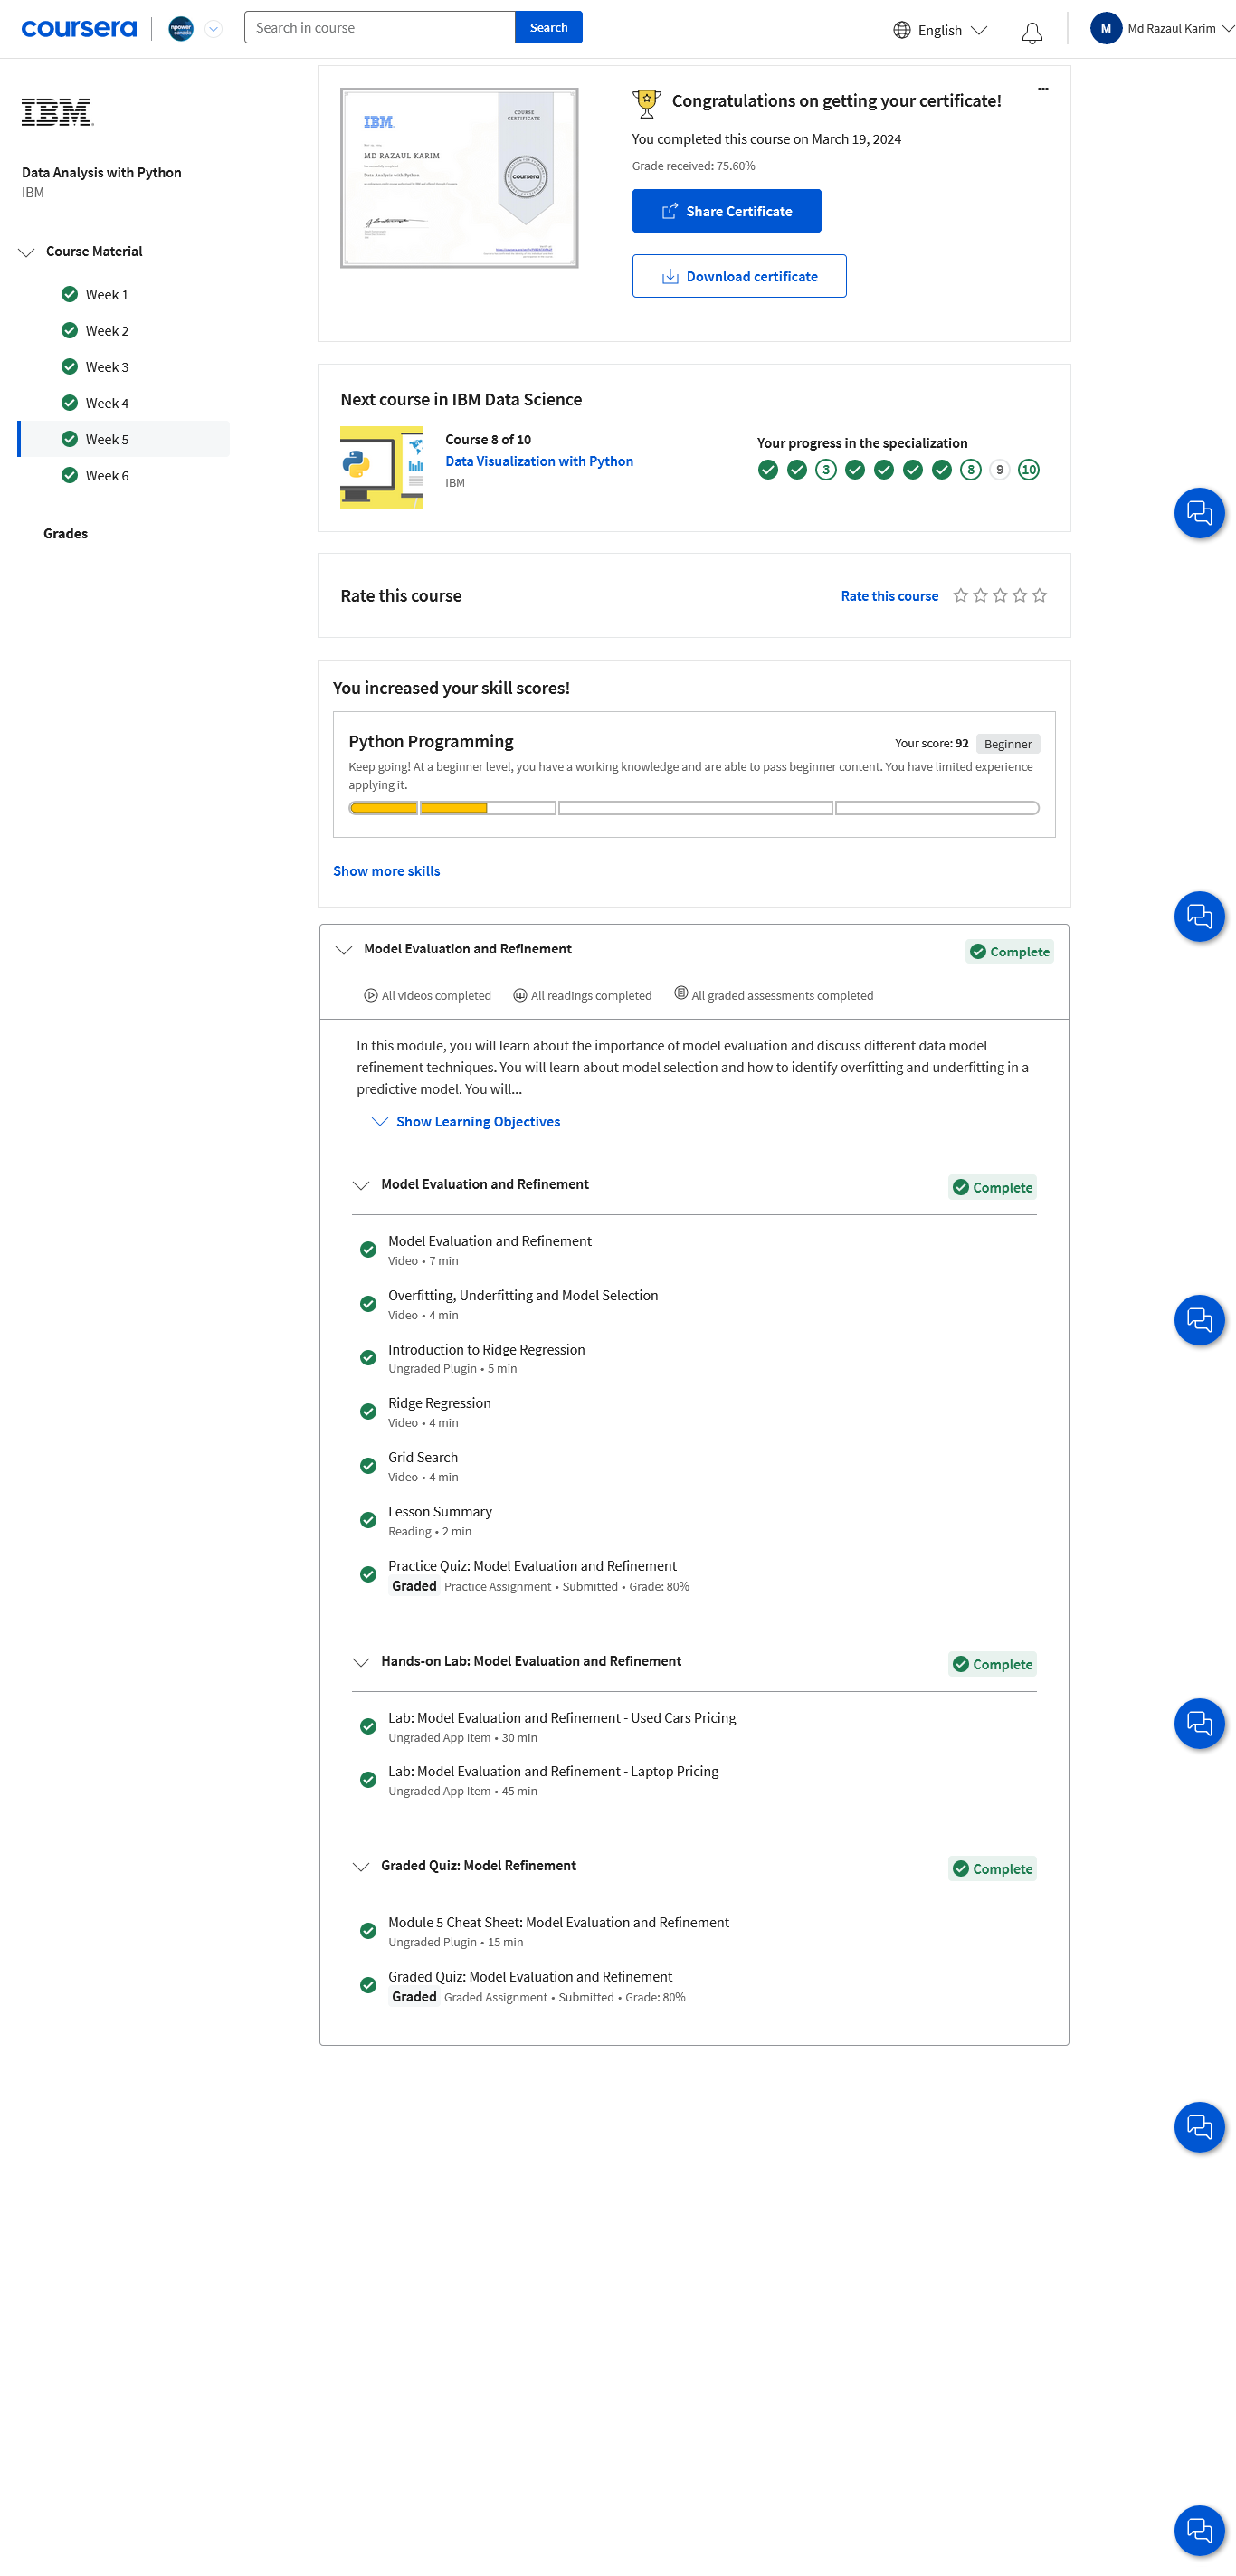 coursera
npower
canada
Search in course
Search
English
M
Md Razaul Karim
IBM
Data Analysis with Python
IBM
Course Material
Week 1
Week 2
Week 3
Week 4
Week 5
Week 6
Grades
IBM
COURSE
CERTIFICATE
MD RAZAUL KARIM
Data Analysis with Python
coursera
Congratulations on getting your certificate!
You completed this course on March 19, 2024
Grade received: 75.60%
Share Certificate
Download certificate
Next course in IBM Data Science
Course 8 of 10
Data Visualization with Python
IBM
Your progress in the specialization
3 8 9 10
Rate this course
Rate this course
You increased your skill scores!
Python Programming
Your score: 92 Beginner
Keep going! At a beginner level, you have a working knowledge and are able to pass beginner content. You have limited experience
applying it.
Show more skills
Model Evaluation and Refinement
Complete
All videos completed All readings completed All graded assessments completed
In this module, you will learn about the importance of model evaluation and discuss different data model
refinement techniques. You will learn about model selection and how to identify overfitting and underfitting in a
predictive model. You will...
Show Learning Objectives
Model Evaluation and Refinement
Complete
Model Evaluation and Refinement
Video • 7 min
Overfitting, Underfitting and Model Selection
Video • 4 min
Introduction to Ridge Regression
Ungraded Plugin • 5 min
Ridge Regression
Video • 4 min
Grid Search
Video • 4 min
Lesson Summary
Reading • 2 min
Practice Quiz: Model Evaluation and Refinement
Graded Practice Assignment • Submitted • Grade: 80%
Hands-on Lab: Model Evaluation and Refinement
Complete
Lab: Model Evaluation and Refinement - Used Cars Pricing
Ungraded App Item • 30 min
Lab: Model Evaluation and Refinement - Laptop Pricing
Ungraded App Item • 45 min
Graded Quiz: Model Refinement
Complete
Module 5 Cheat Sheet: Model Evaluation and Refinement
Ungraded Plugin • 15 min
Graded Quiz: Model Evaluation and Refinement
Graded Graded Assignment • Submitted • Grade: 80%